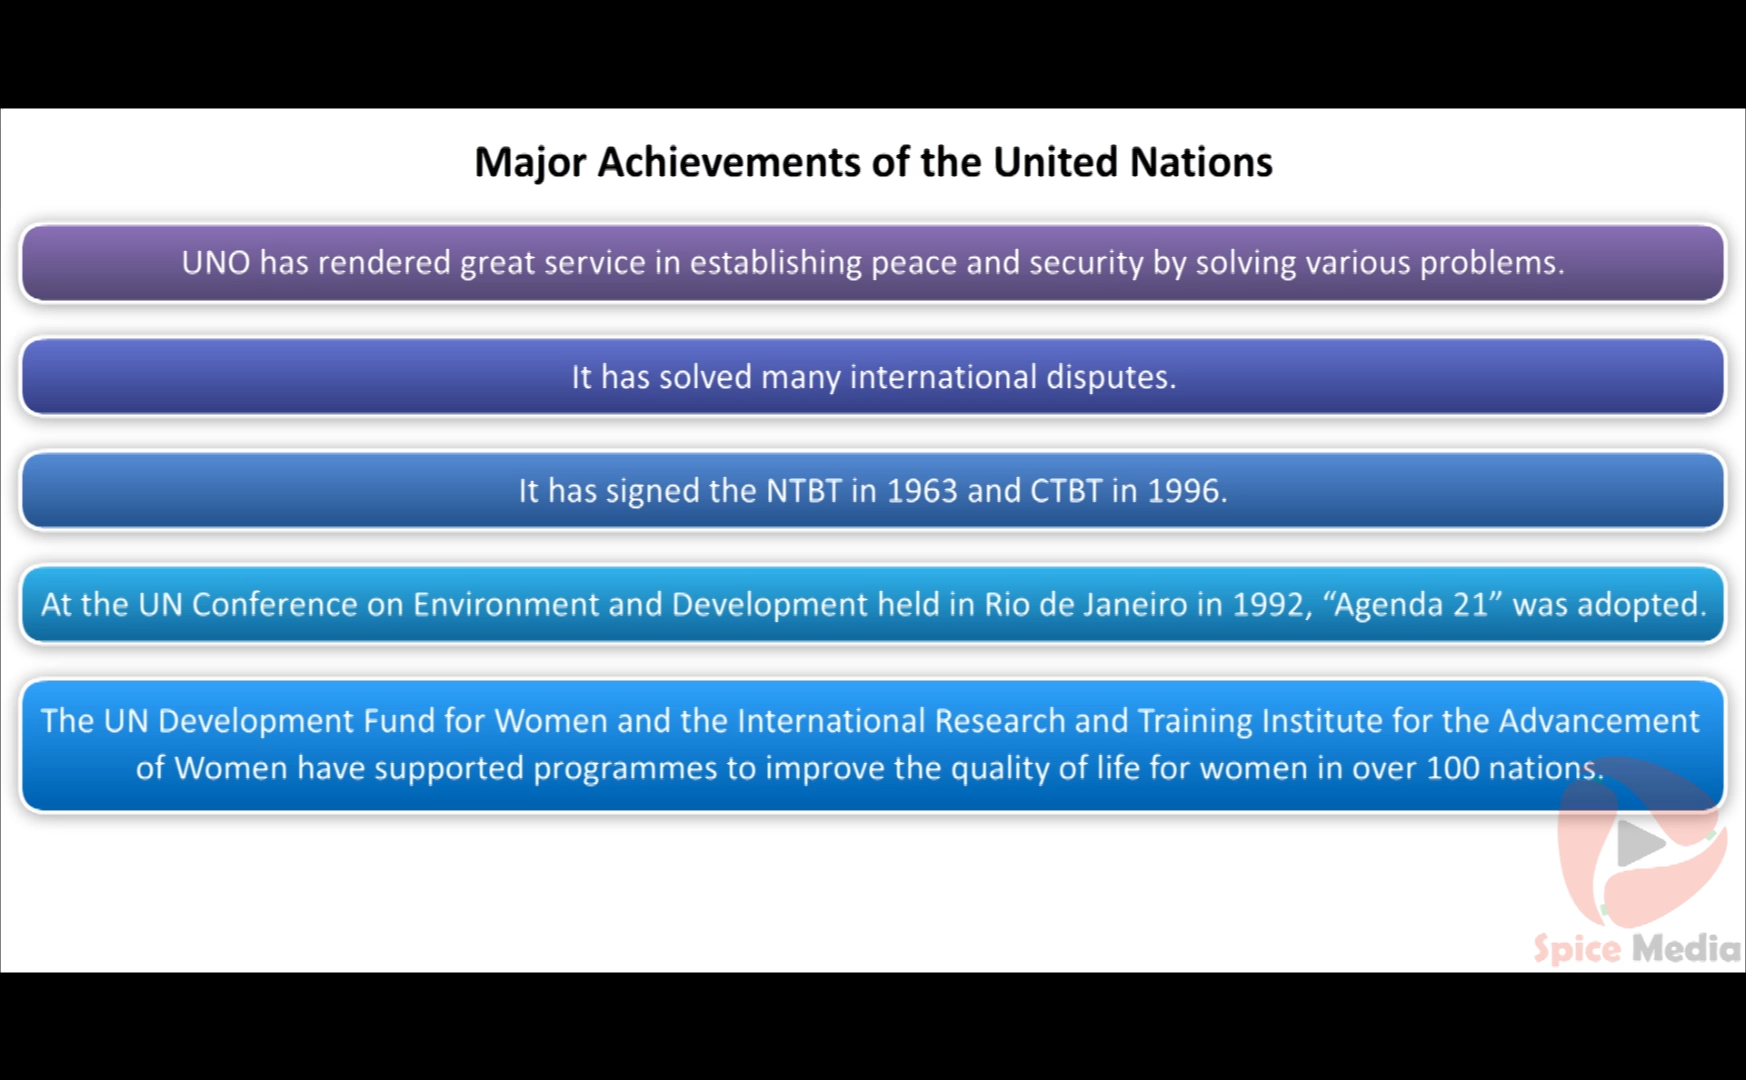 Major Achievements of the United Nations
UNO has rendered great service in establishing peace and security by solving various problems.
It has solved many international disputes.
It has signed the NTBT in 1963 and CTBT in 1996.
At the UN Conference on Environment and Development held in Rio de Janeiro in 1992, “Agenda 21” was adopted.
The UN Development Fund for Women and the International Research and Training Institute for the Advancement
of Women have supported programmes to improve the quality of life for women in over 100 nations.
Spice Media